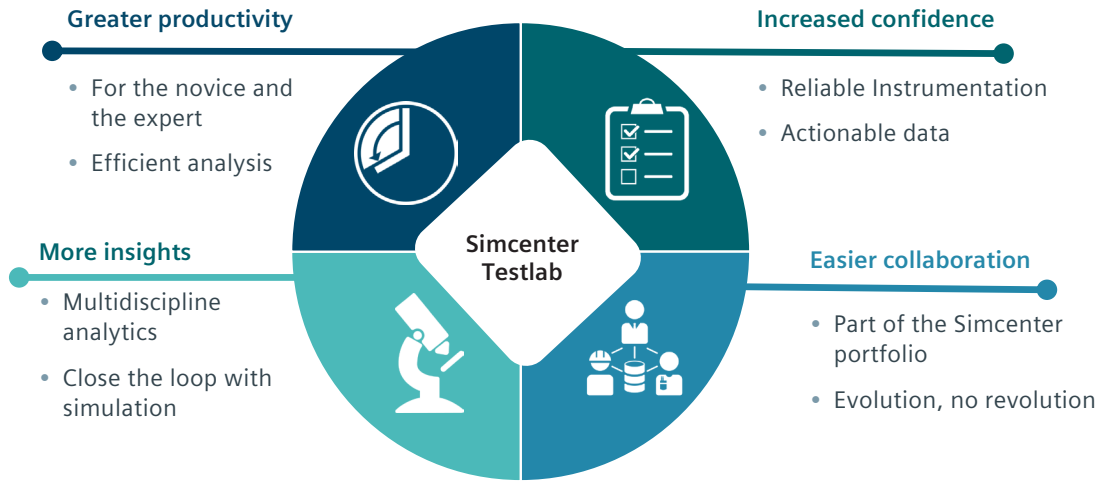 Greater productivity
• For the novice and
the expert
• Efficient analysis
Increased confidence
• Reliable Instrumentation
• Actionable data
Simcenter
Testlab
More insights
• Multidiscipline
analytics
• Close the loop with
simulation
Easier collaboration
• Part of the Simcenter
portfolio
• Evolution, no revolution